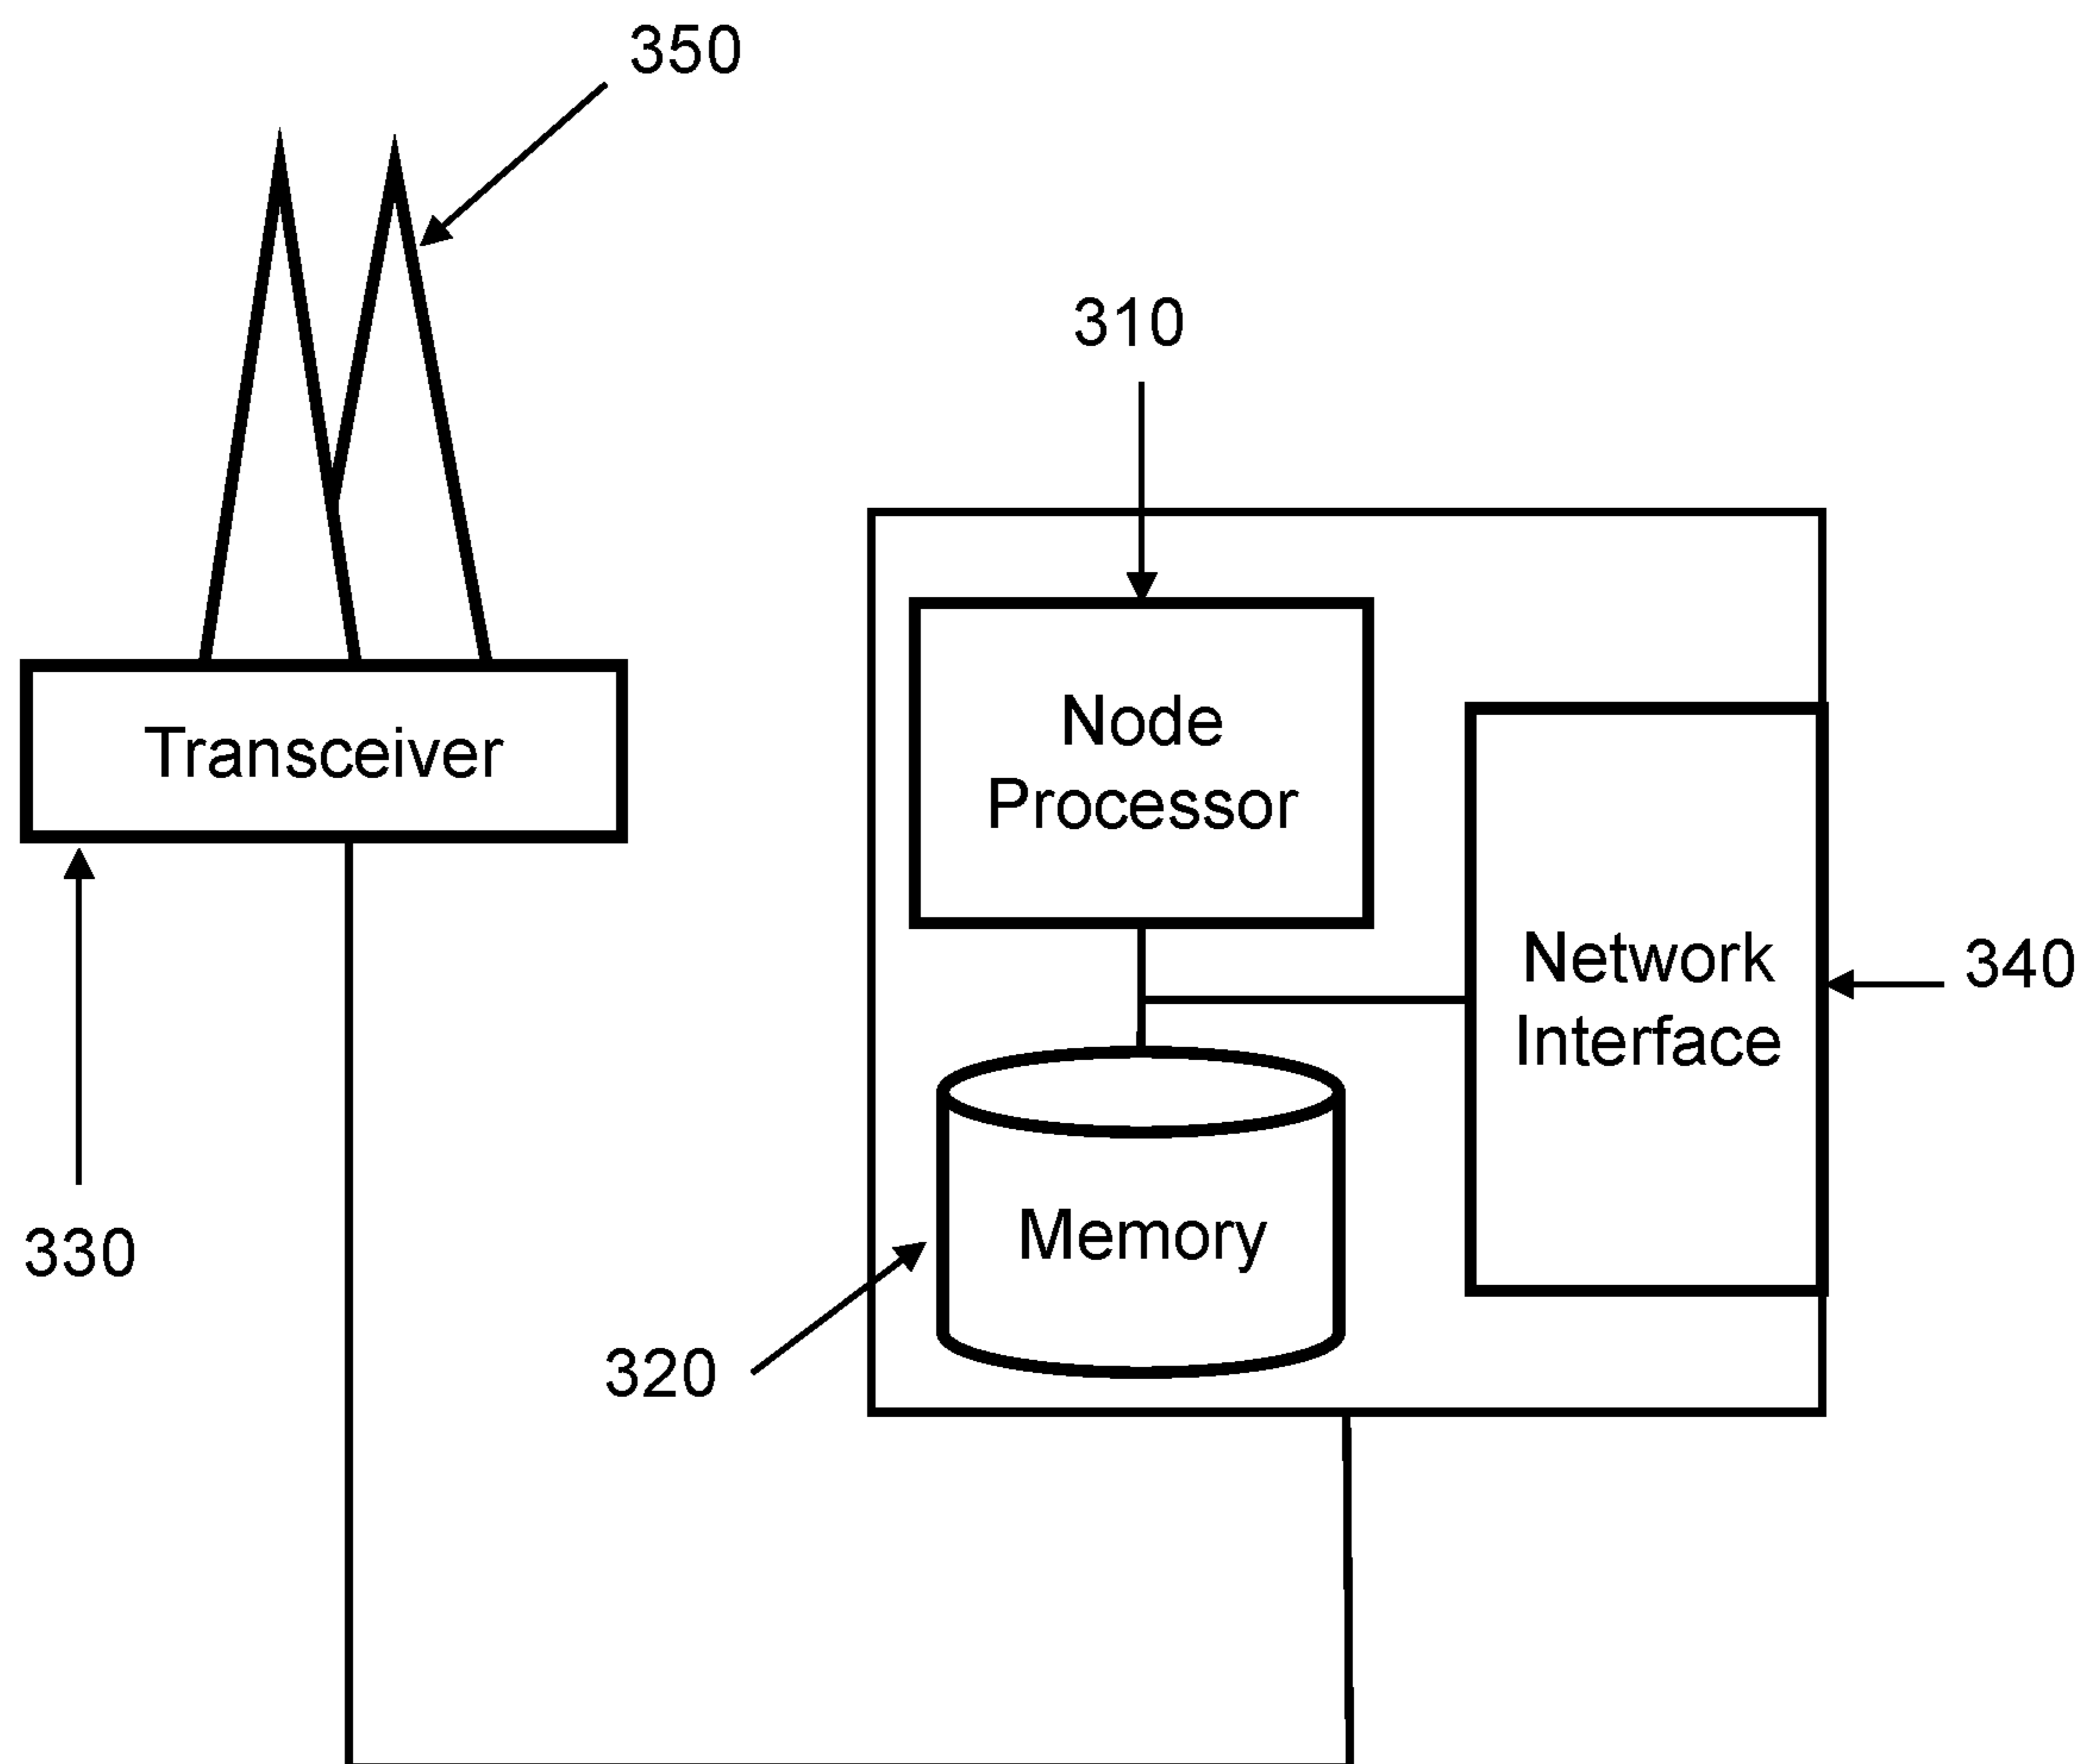 350
310
Transceiver
Node
Processor
Network
Interface
340
330
Memory
320